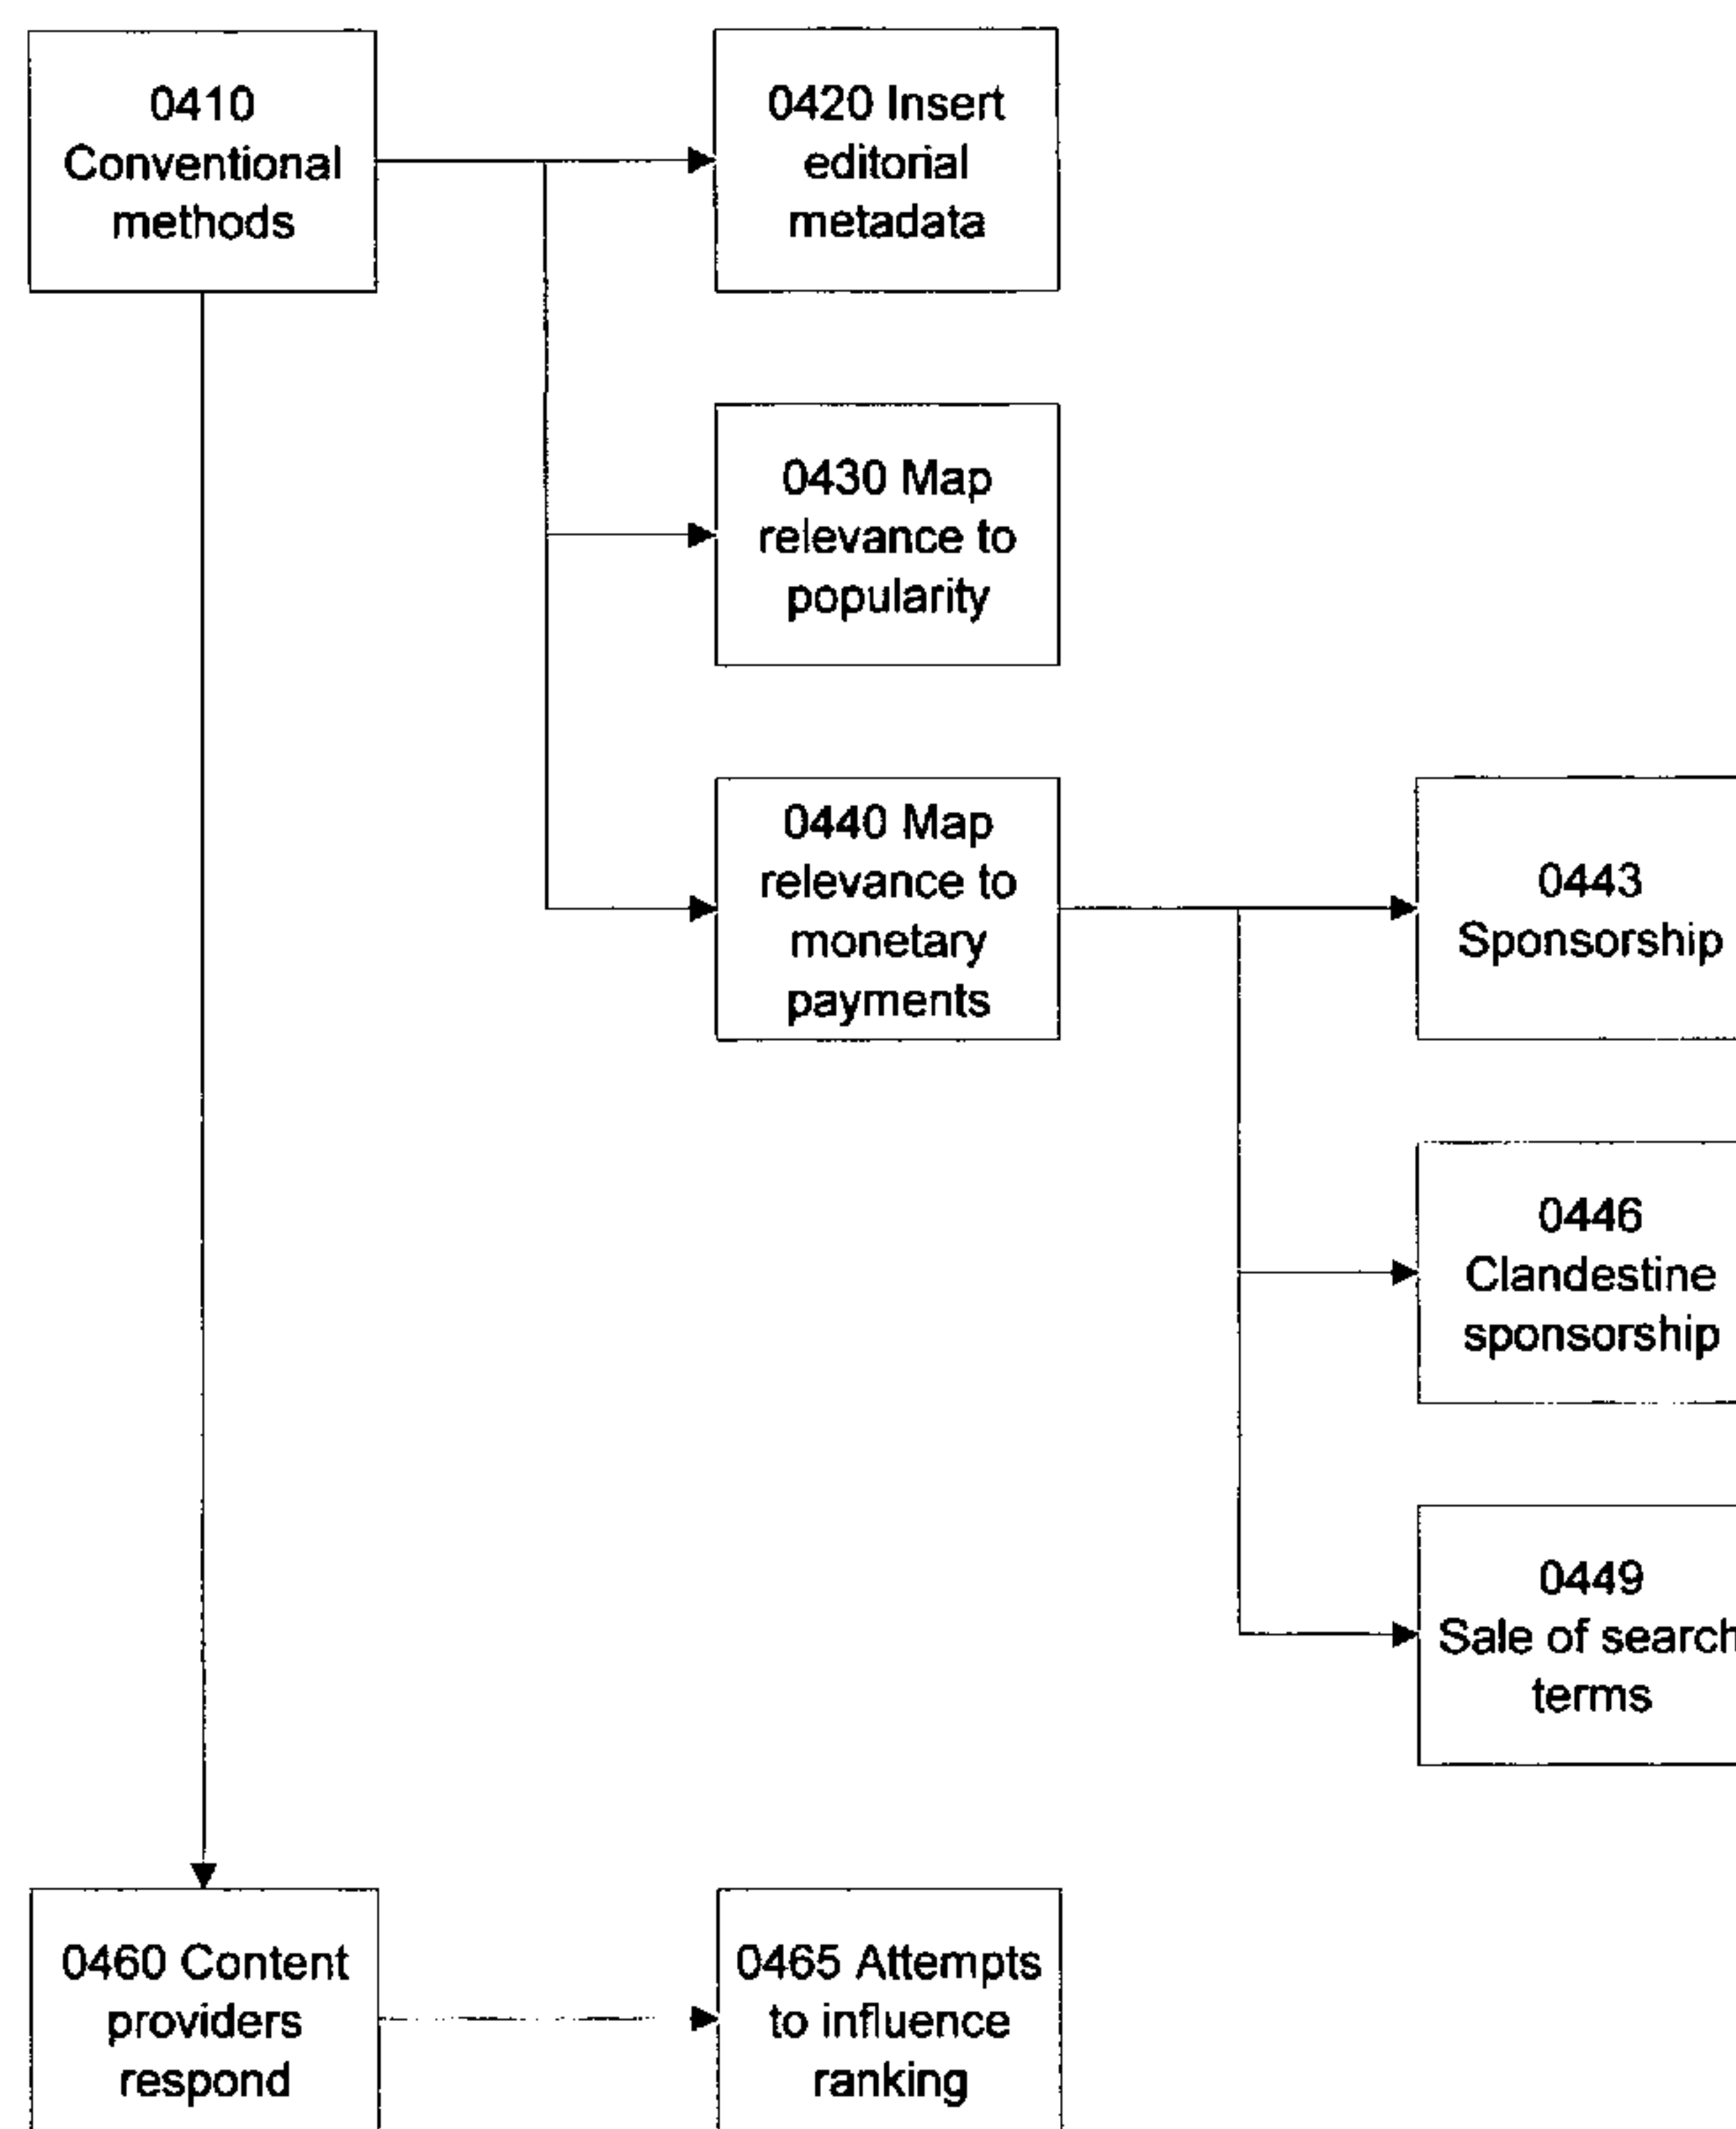 0410
Conventional
methods
0420 Insert
editorial
metadata
0430 Map
relevance to
popularity
0440 Map
relevance to
monetary
payments
0443
Sponsorship
0446
Clandestine
sponsorship
0449
Sale of search
terms
0460 Content
providers
respond
0465 Attempts
to influence
ranking